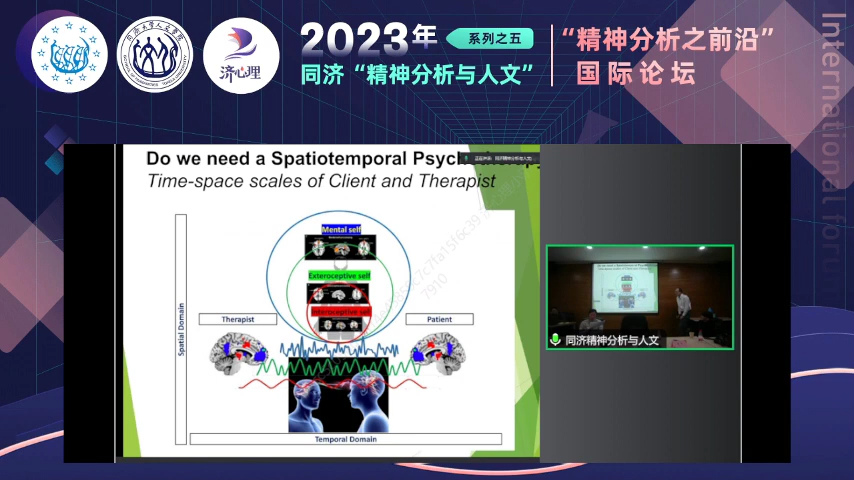 2023年
系列之五
同济“精神分析与人文”
“精神分析之前沿”
国际论坛
International forum
济心理
Do we need a Spatiotemporal
Time-space scales of Client and Therapist
Mental self
Exteroceptive self
Interoceptive self
Therapist
Patient
Spatial Domain
Temporal Domain
同济精神分析与人文